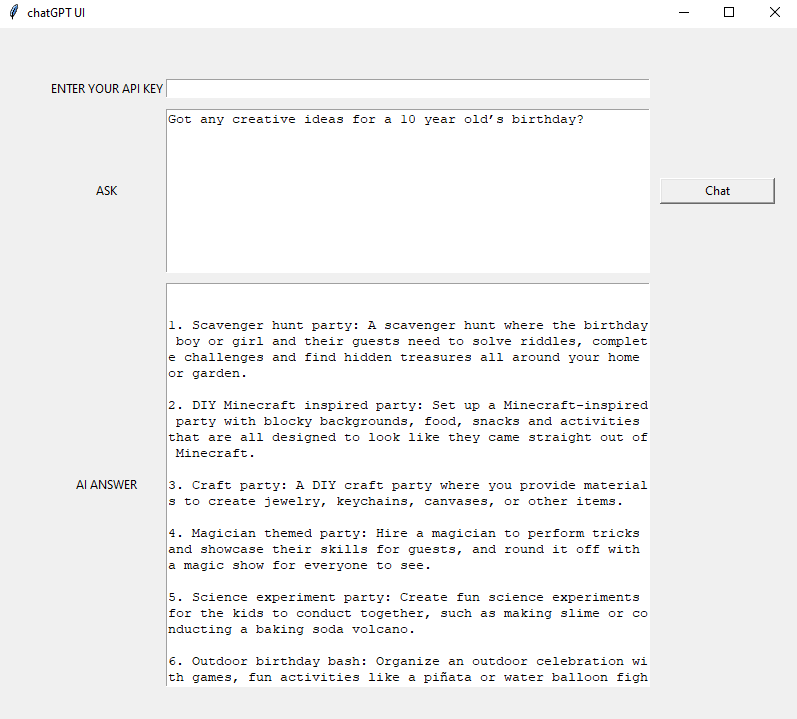 chatGPT UI
ENTER YOUR API KEY
Got any creative ideas for a 10 year old’s birthday?
ASK
Chat
1. Scavenger hunt party: A scavenger hunt where the birthday
 boy or girl and their guests need to solve riddles, complet
e challenges and find hidden treasures all around your home
or garden.
2. DIY Minecraft inspired party: Set up a Minecraft-inspired
 party with blocky backgrounds, food, snacks and activities
that are all designed to look like they came straight out of
 Minecraft.
AI ANSWER
3. Craft party: A DIY craft party where you provide material
s to create jewelry, keychains, canvases, or other items.
4. Magician themed party: Hire a magician to perform tricks
and showcase their skills for guests, and round it off with
a magic show for everyone to see.
5. Science experiment party: Create fun science experiments
for the kids to conduct together, such as making slime or co
nducting a baking soda volcano.
6. Outdoor birthday bash: Organize an outdoor celebration wi
th games, fun activities like a piñata or water balloon figh